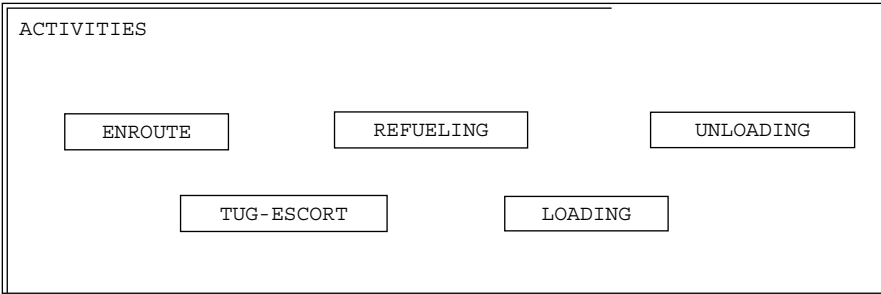 ACTIVITIES
ENROUTE
REFUELING
UNLOADING
TUG-ESCORT
LOADING